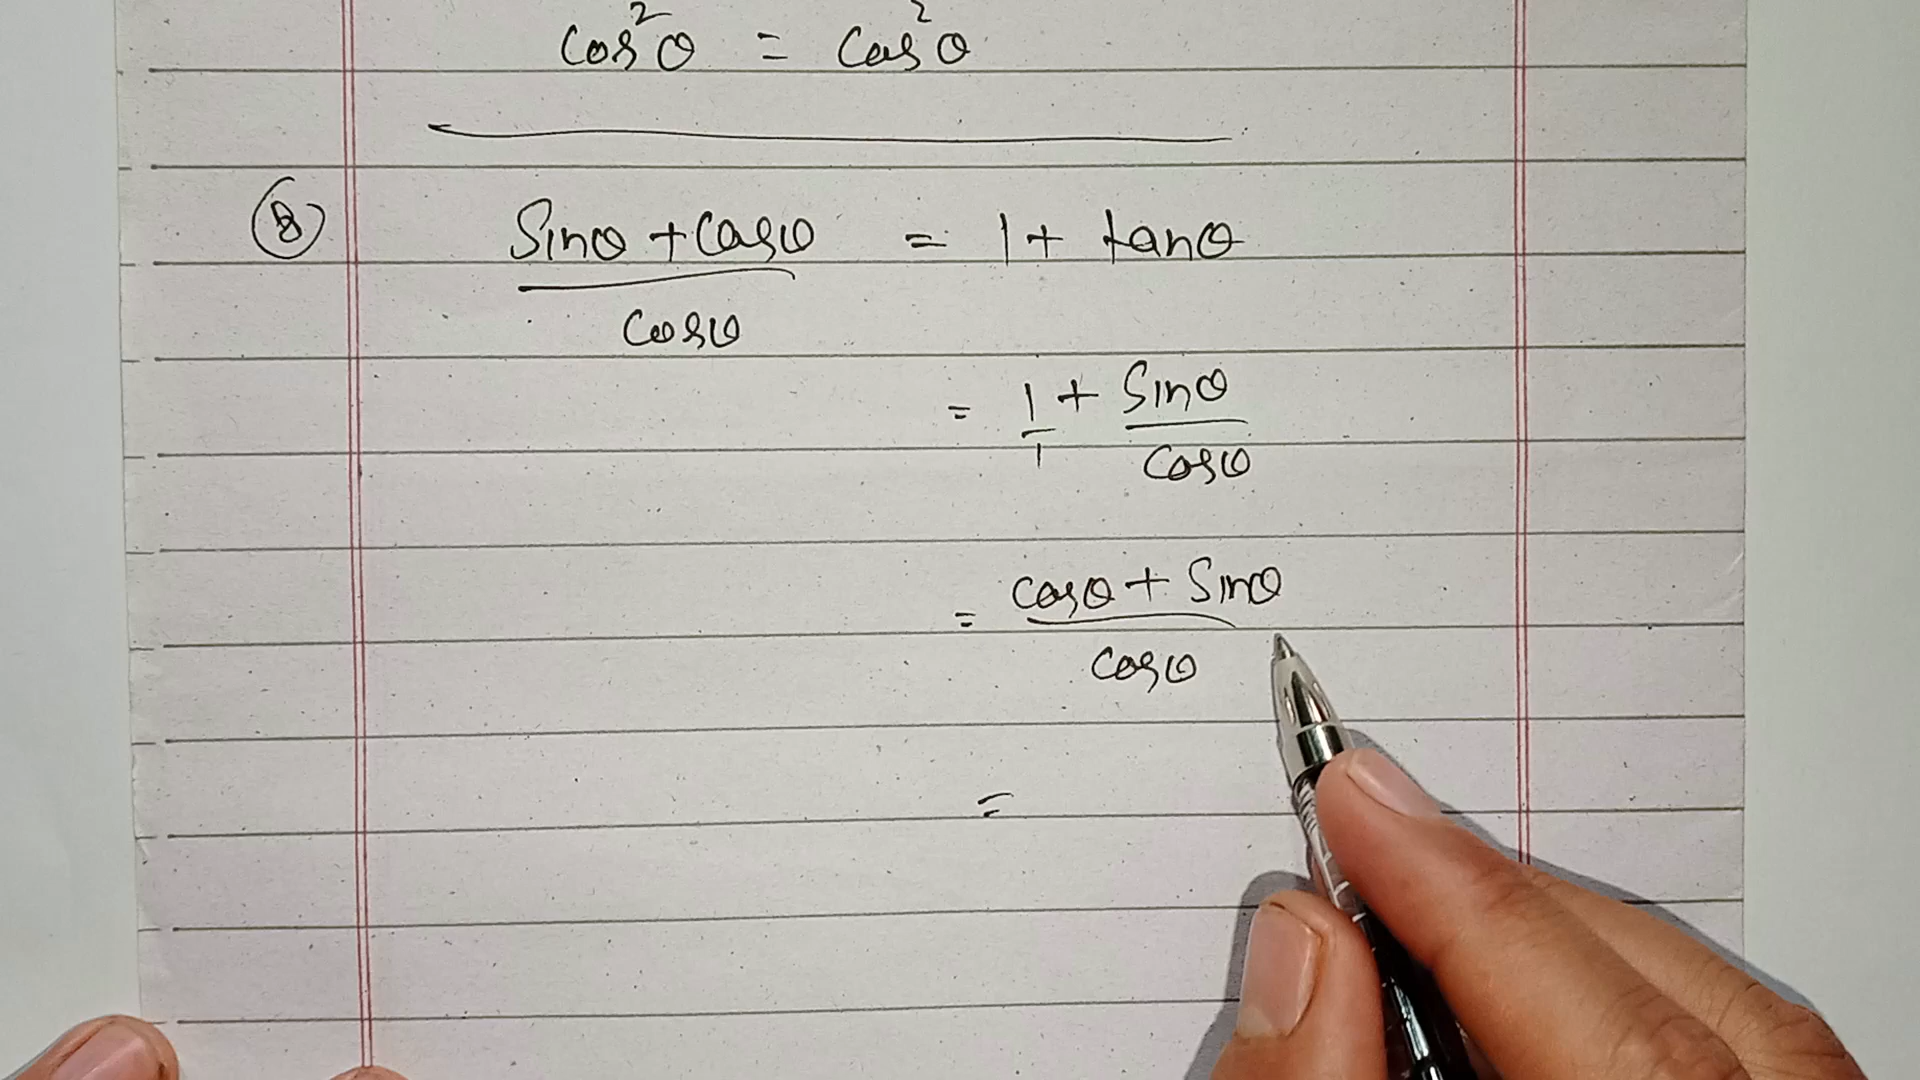 cos²θ = cos²θ
8 (sinθ + cosθ)/cosθ = 1 + tanθ
= 1/1 + sinθ/cosθ
= (cosθ + sinθ)/cosθ
=